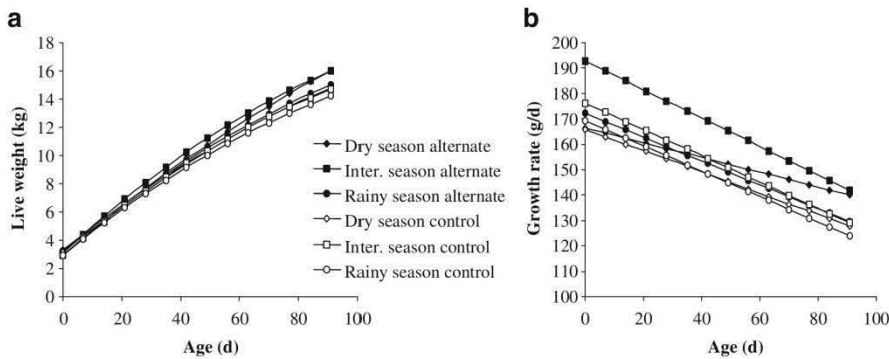 a
Live weight (kg)
18
16
14
12
10
8
6
4
2
0
0 20 40 60 80 100
Age (d)
Dry season alternate
Inter. season alternate
Rainy season alternate
Dry season control
Inter. season control
Rainy season control
b
Growth rate (g/d)
200
190
180
170
160
150
140
130
120
110
100
0 20 40 60 80 100
Age (d)